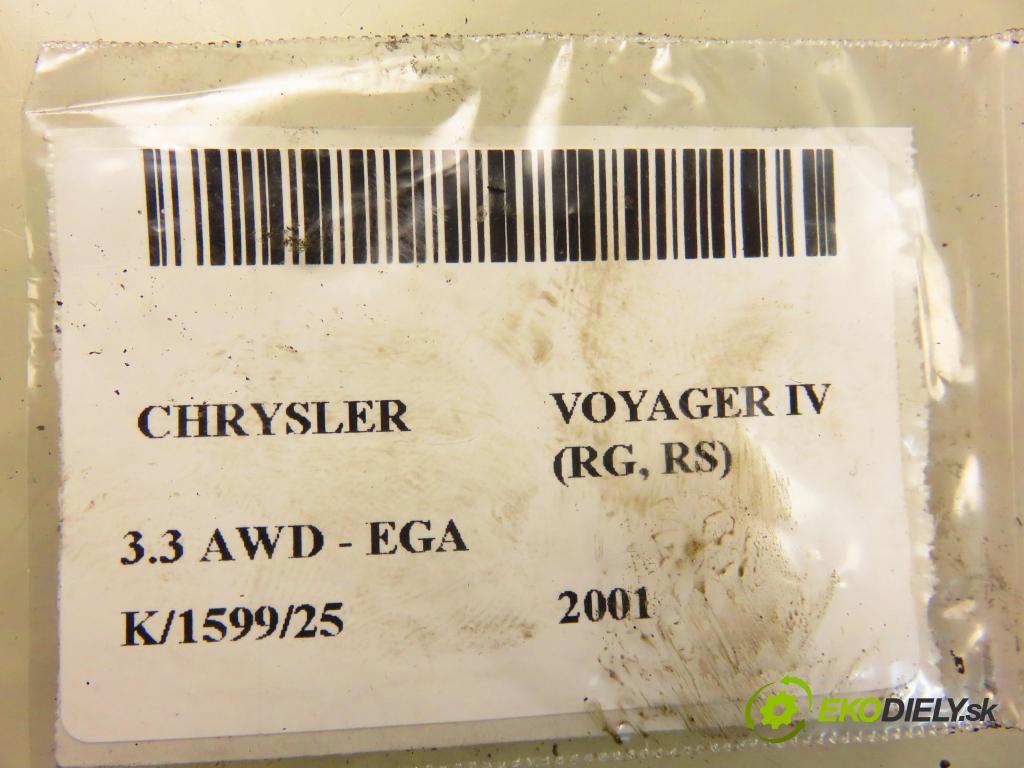 CHRYSLER
VOYAGER IV
(RG, RS)
3.3 AWD - EGA
K/1599/25
2001
EKODIELY.sk